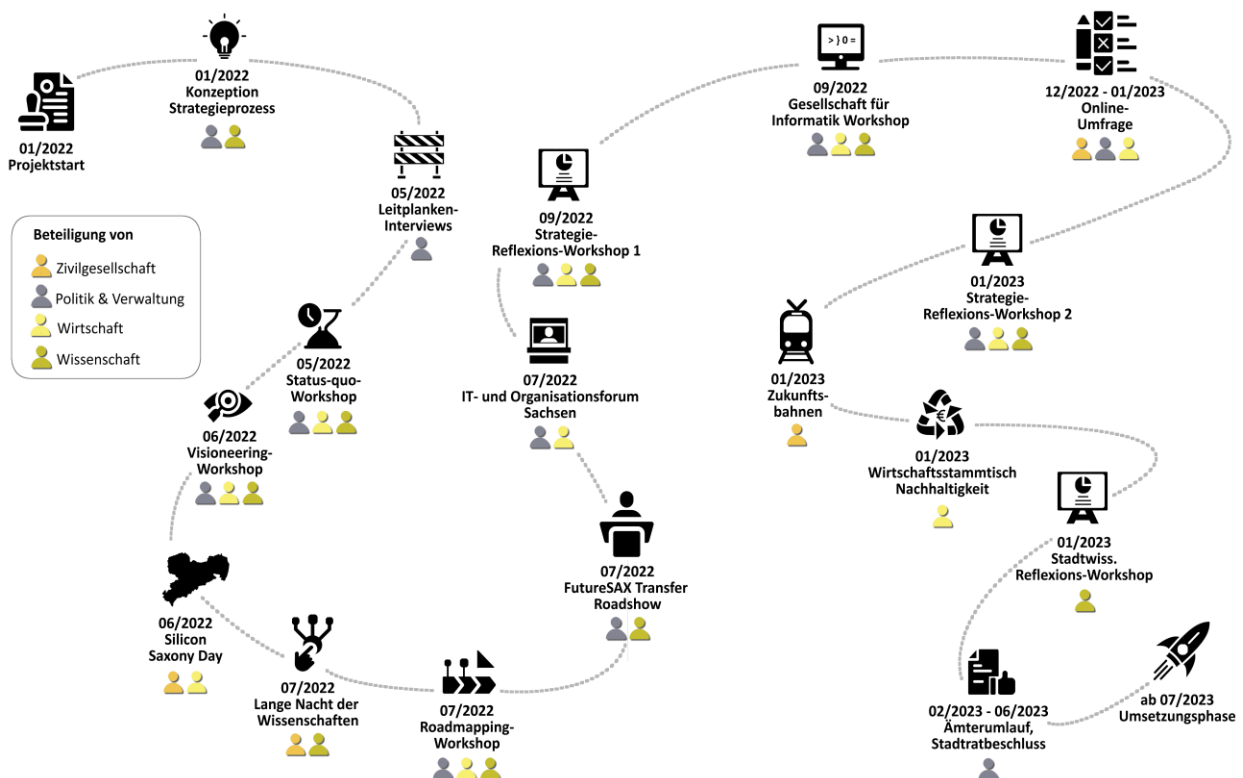 01/2022
Projektstart
01/2022
Konzeption
Strategieprozess
05/2022
Leitplanken-
Interviews
Beteiligung von
Zivilgesellschaft
Politik & Verwaltung
Wirtschaft
Wissenschaft
05/2022
Status-quo-
Workshop
06/2022
Visioneering-
Workshop
06/2022
Silicon
Saxony Day
07/2022
Lange Nacht der
Wissenschaften
07/2022
Roadmapping-
Workshop
07/2022
FutureSAX Transfer
Roadshow
07/2022
IT- und Organisationsforum
Sachsen
09/2022
Strategie-
Reflexions-Workshop 1
> } 0 =
09/2022
Gesellschaft für
Informatik Workshop
12/2022 - 01/2023
Online-
Umfrage
01/2023
Strategie-
Reflexions-Workshop 2
01/2023
Zukunfts-
bahnen
€
01/2023
Wirtschaftsstammtisch
Nachhaltigkeit
01/2023
Stadtwiss.
Reflexions-Workshop
02/2023 - 06/2023
Ämterumlauf,
Stadtratbeschluss
ab 07/2023
Umsetzungsphase